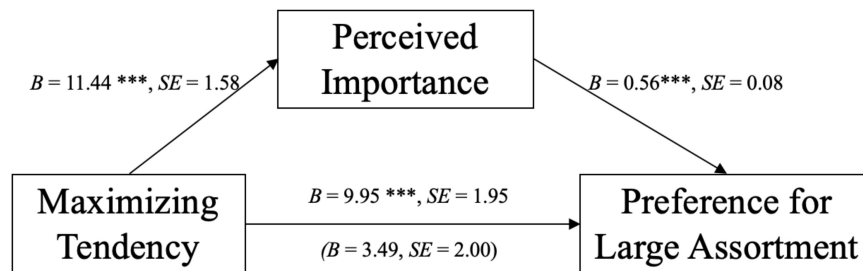 Perceived
Importance
B = 11.44 ***, SE = 1.58
B = 0.56***, SE = 0.08
Maximizing
Tendency
B = 9.95 ***, SE = 1.95
(B = 3.49, SE = 2.00)
Preference for
Large Assortment